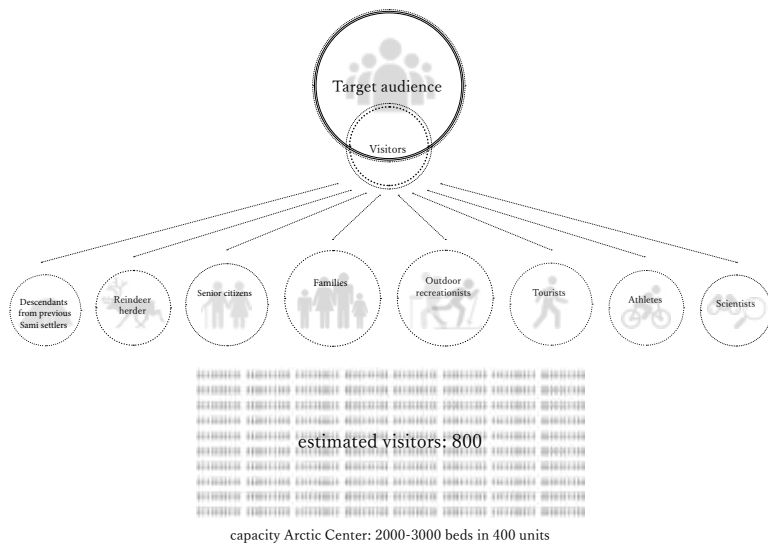 Target audience
Visitors
Descendants
from previous
Sami settlers
Reindeer
herder
Senior citizens
Families
Outdoor
recreationists
Tourists
Athletes
Scientists
estimated visitors: 800
capacity Arctic Center: 2000-3000 beds in 400 units